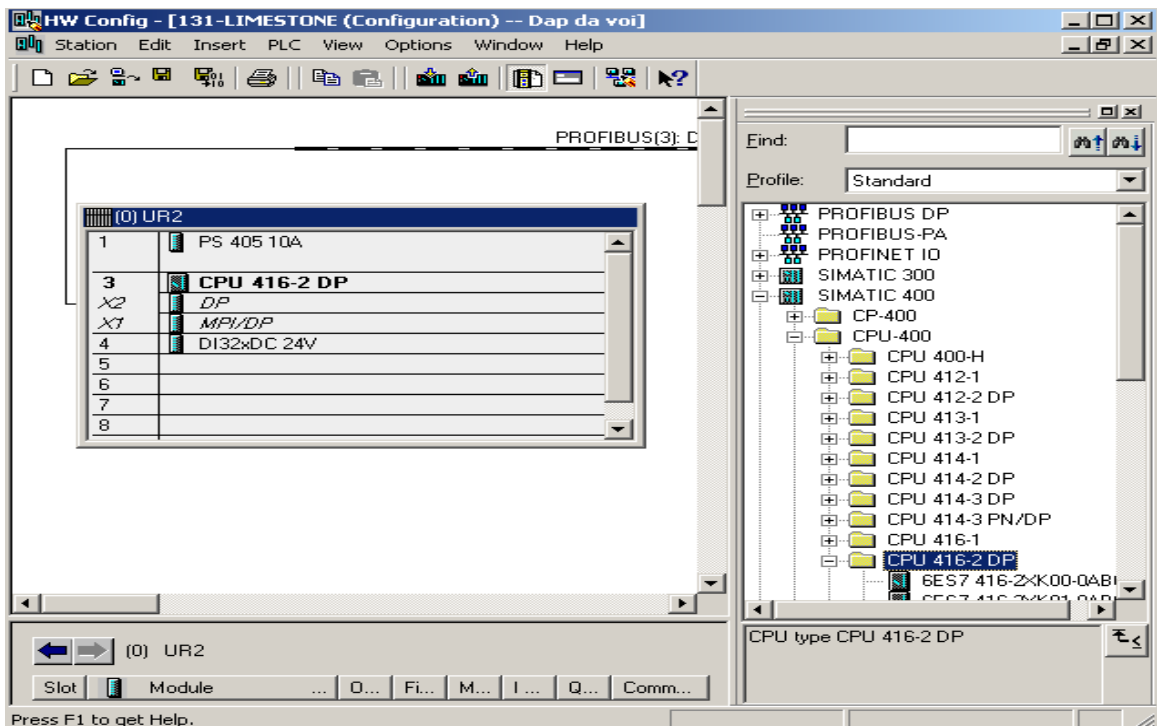 HW Config - [131-LIMESTONE (Configuration) -- Dap da voi]
Station Edit Insert PLC View Options Window Help
PROFIBUS(3): D
(0) UR2
1 PS 405 10A
3 CPU 416-2 DP
X2 DP
X1 MPI/DP
4 DI32xDC 24V
5
6
7
8
(0) UR2
Slot Module ... O... Fi... M... I ... Q... Comm...
Press F1 to get Help.
Find:
Profile: Standard
PROFIBUS DP
PROFIBUS-PA
PROFINET IO
SIMATIC 300
SIMATIC 400
CP-400
CPU-400
CPU 400-H
CPU 412-1
CPU 412-2 DP
CPU 413-1
CPU 413-2 DP
CPU 414-1
CPU 414-2 DP
CPU 414-3 DP
CPU 414-3 PN/DP
CPU 416-1
CPU 416-2 DP
6ES7 416-2XK00-0AB
CPU type CPU 416-2 DP